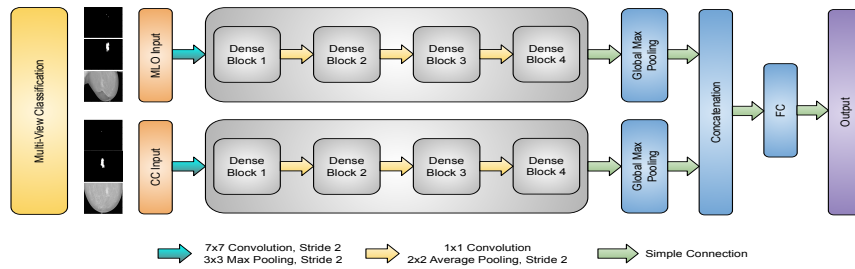 Multi-View Classification
MLO Input
Dense
Block 1
Dense
Block 2
Dense
Block 3
Dense
Block 4
Global Max
Pooling
CC Input
Dense
Block 1
Dense
Block 2
Dense
Block 3
Dense
Block 4
Global Max
Pooling
Concatenation
FC
Output
7x7 Convolution, Stride 2
3x3 Max Pooling, Stride 2
1x1 Convolution
2x2 Average Pooling, Stride 2
Simple Connection